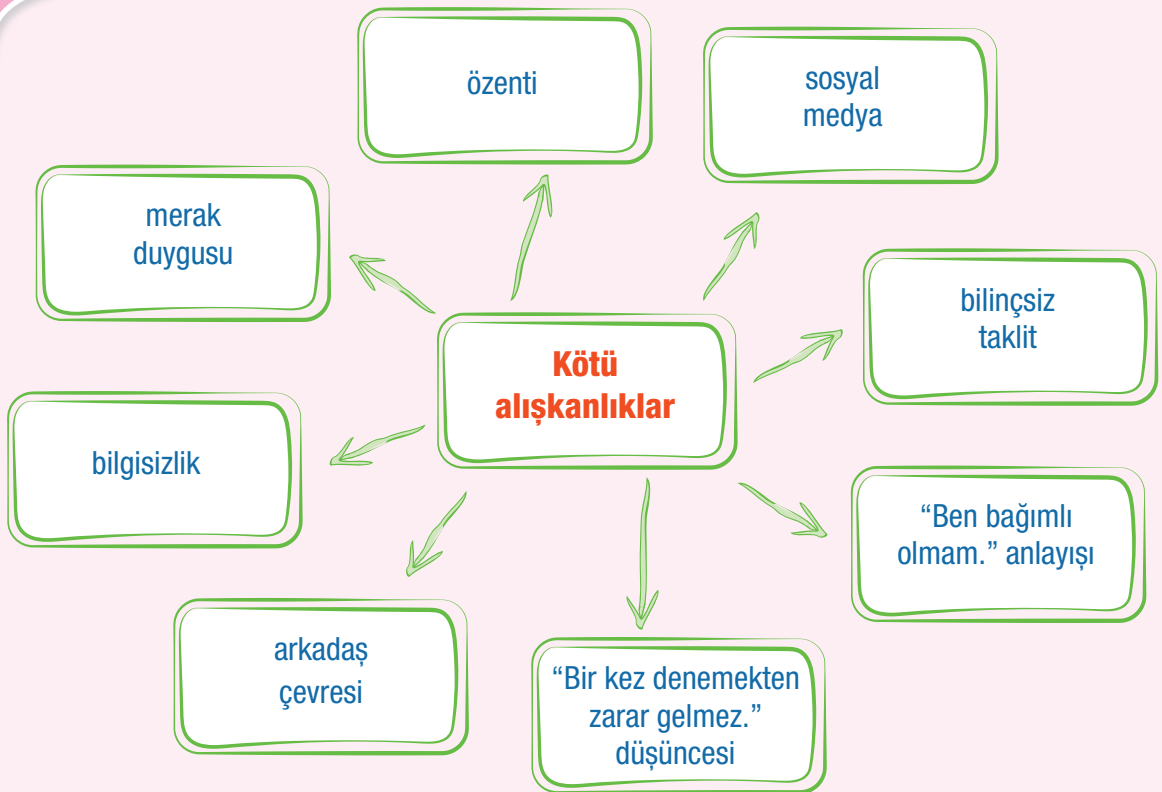 özenti
sosyal
medya
merak
duygusu
bilinçsiz
taklit
Kötü
alışkanlıklar
bilgisizlik
“Ben bağımlı
olmam.” anlayışı
arkadaş
çevresi
“Bir kez denemekten
zarar gelmez.”
düşüncesi